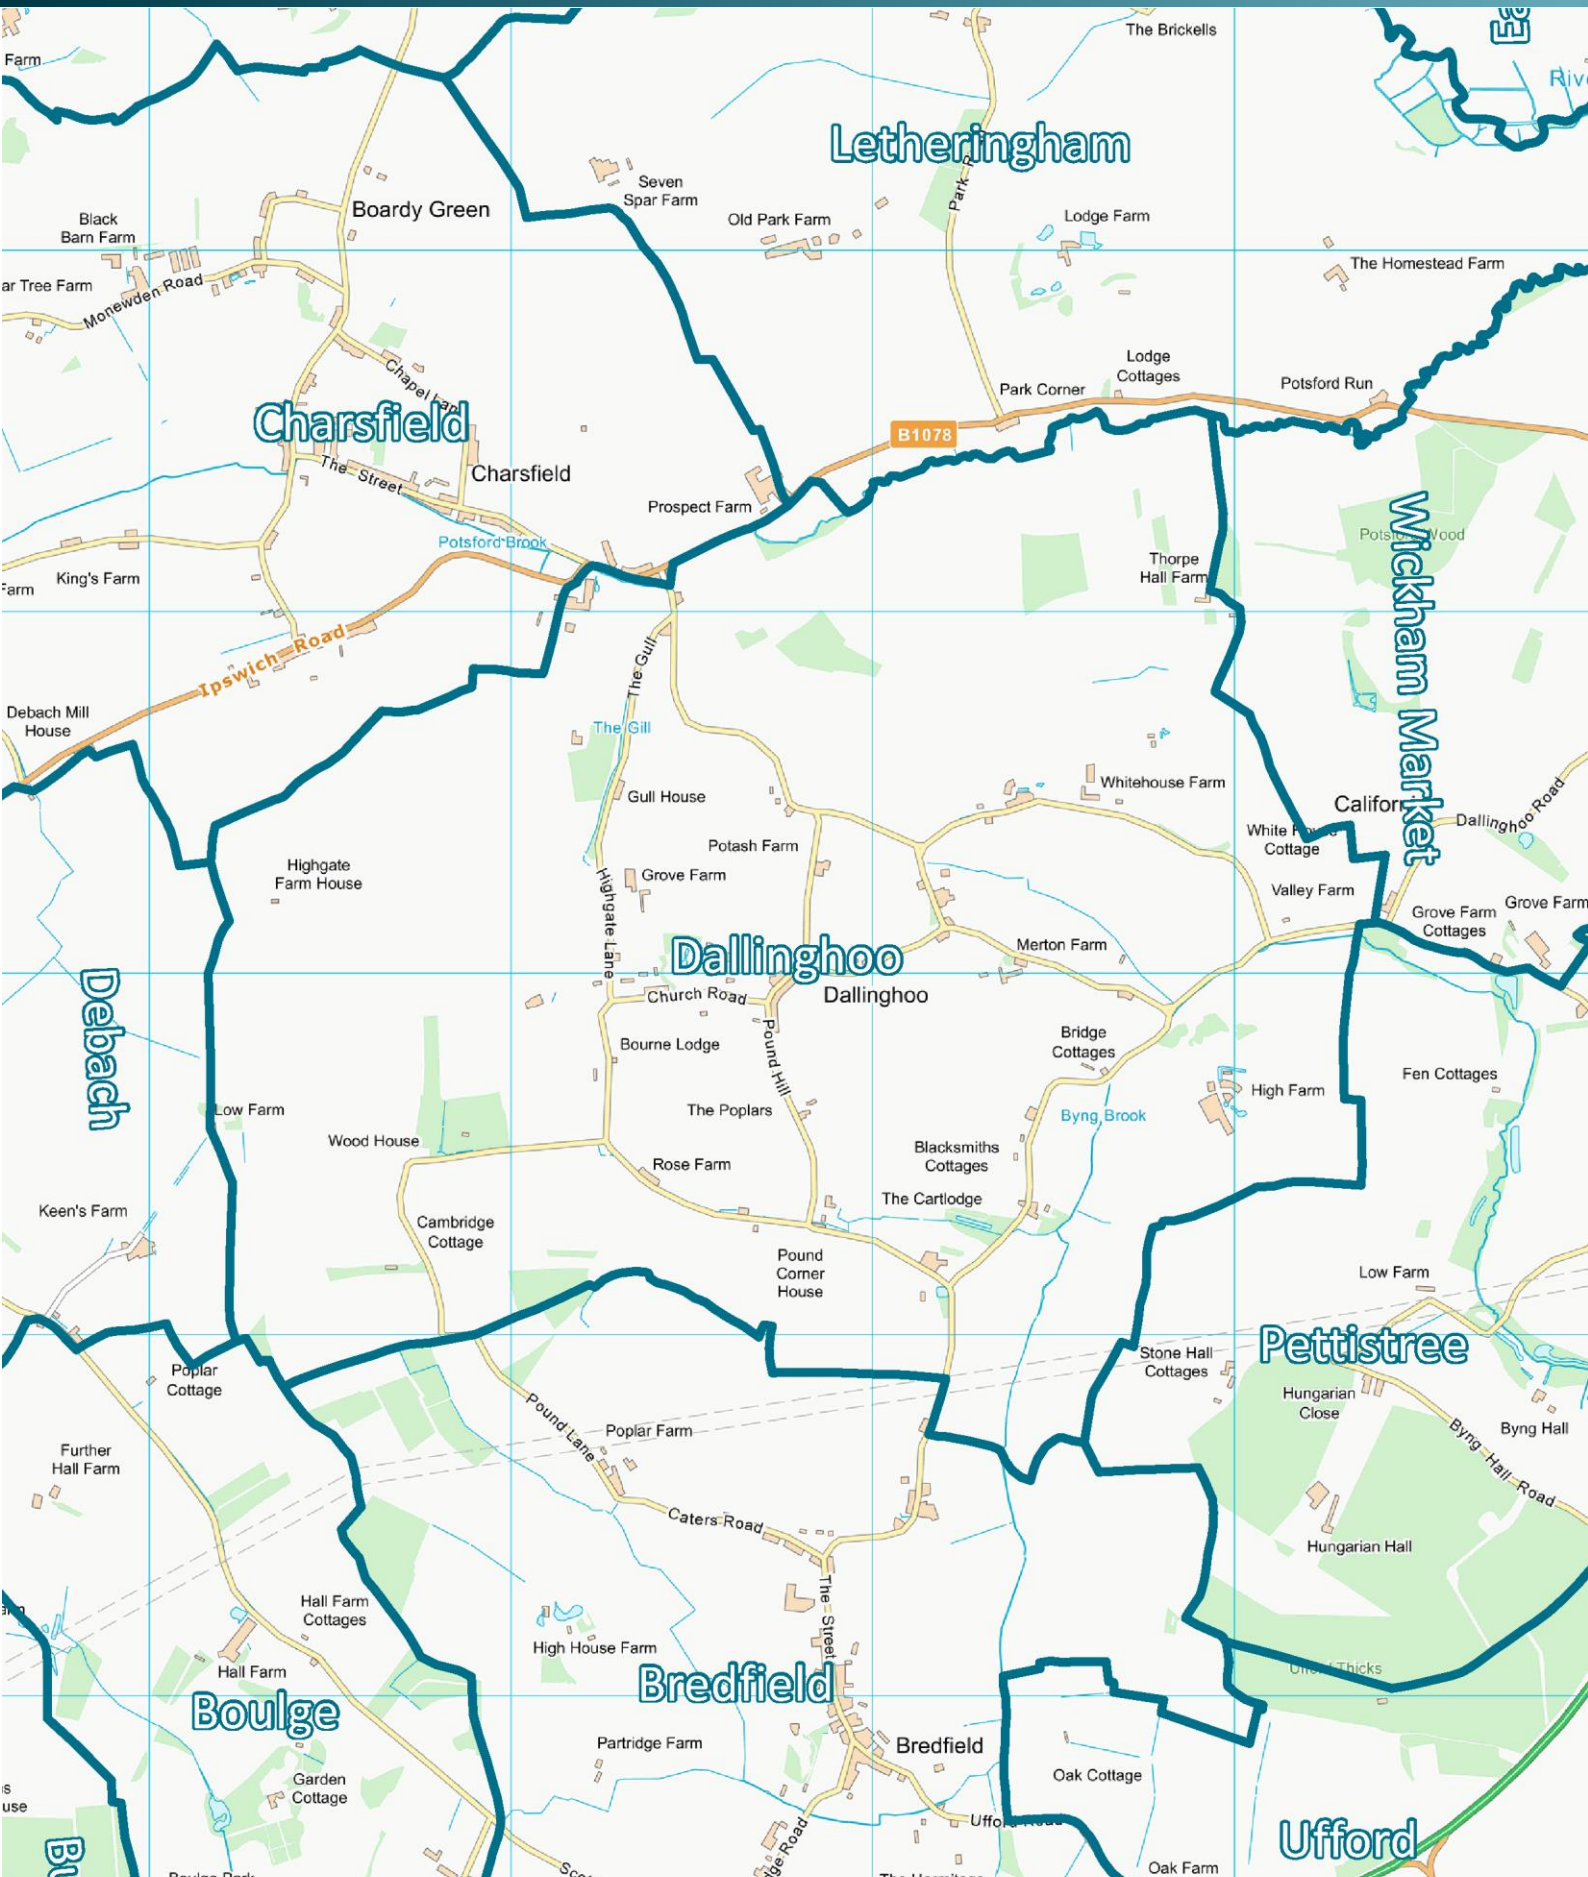 The Brickells
Farm
Letheringham
Seven
Spar Farm
Boardy Green
Black
Barn Farm
Old Park Farm
Lodge Farm
The Homestead Farm
ar Tree Farm
Monewden Road
Lodge
Cottages
Park Corner
Potsford Run
Chapel Lan
Charsfield
B1078
The Street
Charsfield
Prospect Farm
Potsford Brook
Wickham Market
Thorpe
Hall Farm
King's Farm
Farm
Ipswich Road
The Gull
Debach Mill
House
The Gill
Whitehouse Farm
Gull House
Dallinghoo Road
White House
Cottage
Potash Farm
Highgate
Farm House
Grove Farm
Highgate Lane
Valley Farm
Grove Farm
Cottages
Grove Farm
Dallinghoo
Merton Farm
Church Road
Dallinghoo
Debach
Pound Hill
Bourne Lodge
Bridge
Cottages
Fen Cottages
High Farm
Low Farm
The Poplars
Byng Brook
Wood House
Blacksmiths
Cottages
Rose Farm
The Cartlodge
Keen's Farm
Cambridge
Cottage
Pound
Corner
House
Low Farm
Pettistree
Poplar
Cottage
Stone Hall
Cottages
Hungarian
Close
Byng Hall
Pound Lane
Poplar Farm
Byng Hall Road
Further
Hall Farm
Caters Road
Hungarian Hall
Hall Farm
Cottages
The Street
High House Farm
Hall Farm
Bredfield
Ufford Thicks
Boulge
Partridge Farm
Bredfield
Oak Cottage
Garden
Cottage
Ufford Road
Ufford
Oak Farm